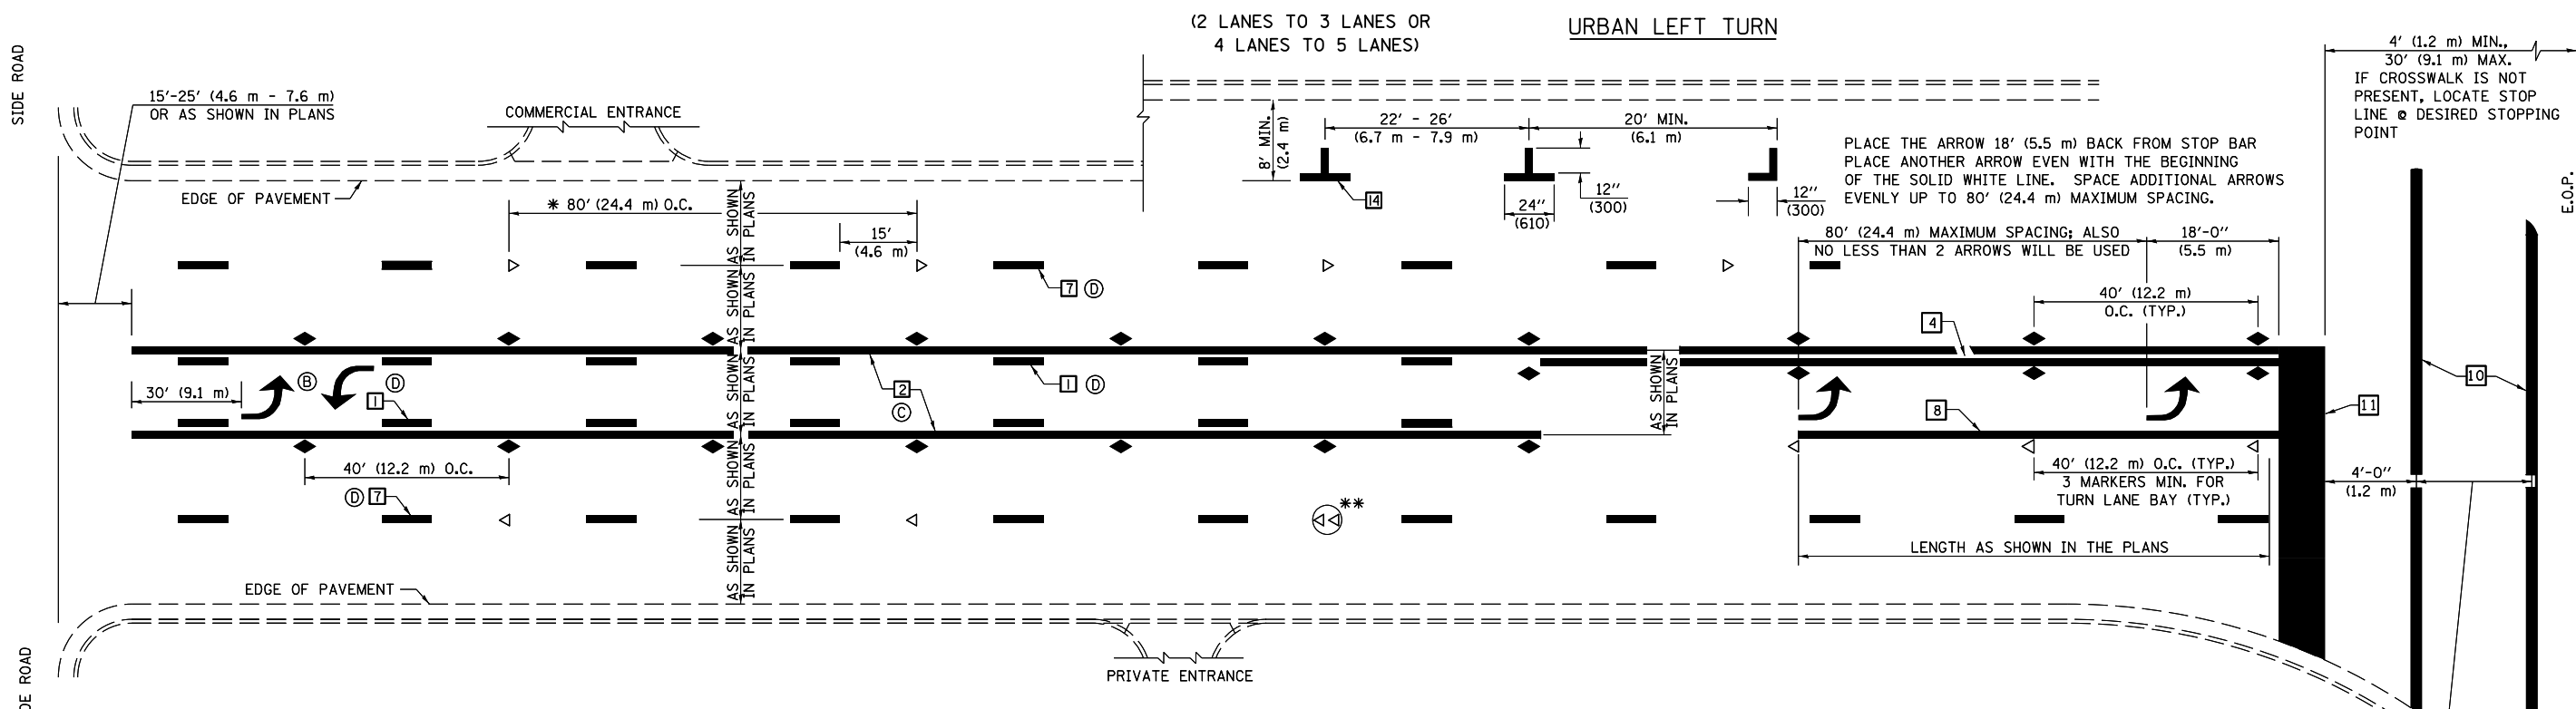 (2 LANES TO 3 LANES OR
4 LANES TO 5 LANES)
URBAN LEFT TURN
SIDE ROAD
15'-25' (4.6 m - 7.6 m)
OR AS SHOWN IN PLANS
COMMERCIAL ENTRANCE
EDGE OF PAVEMENT
8' MIN.
(2.4 m)
22' - 26'
(6.7 m - 7.9 m)
20' MIN.
(6.1 m)
14
24"
(610)
12"
(300)
12"
(300)
4' (1.2 m) MIN.,
30' (9.1 m) MAX.
IF CROSSWALK IS NOT
PRESENT, LOCATE STOP
LINE @ DESIRED STOPPING
POINT
E.O.P.
PLACE THE ARROW 18' (5.5 m) BACK FROM STOP BAR
PLACE ANOTHER ARROW EVEN WITH THE BEGINNING
OF THE SOLID WHITE LINE. SPACE ADDITIONAL ARROWS
EVENLY UP TO 80' (24.4 m) MAXIMUM SPACING.
* 80' (24.4 m) O.C.
15'
(4.6 m)
80' (24.4 m) MAXIMUM SPACING; ALSO
NO LESS THAN 2 ARROWS WILL BE USED
18'-0"
(5.5 m)
AS SHOWN
IN PLANS
AS SHOWN
IN PLANS
AS SHOWN
IN PLANS
AS SHOWN
IN PLANS
AS SHOWN
IN PLANS
7 D
40' (12.2 m)
O.C. (TYP.)
4
30' (9.1 m)
B
D
1
1 D
2
C
AS SHOWN
IN PLANS
8
11
10
40' (12.2 m) O.C.
D 7
**
40' (12.2 m) O.C. (TYP.)
3 MARKERS MIN. FOR
TURN LANE BAY (TYP.)
4'-0"
(1.2 m)
LENGTH AS SHOWN IN THE PLANS
EDGE OF PAVEMENT
PRIVATE ENTRANCE
DE ROAD